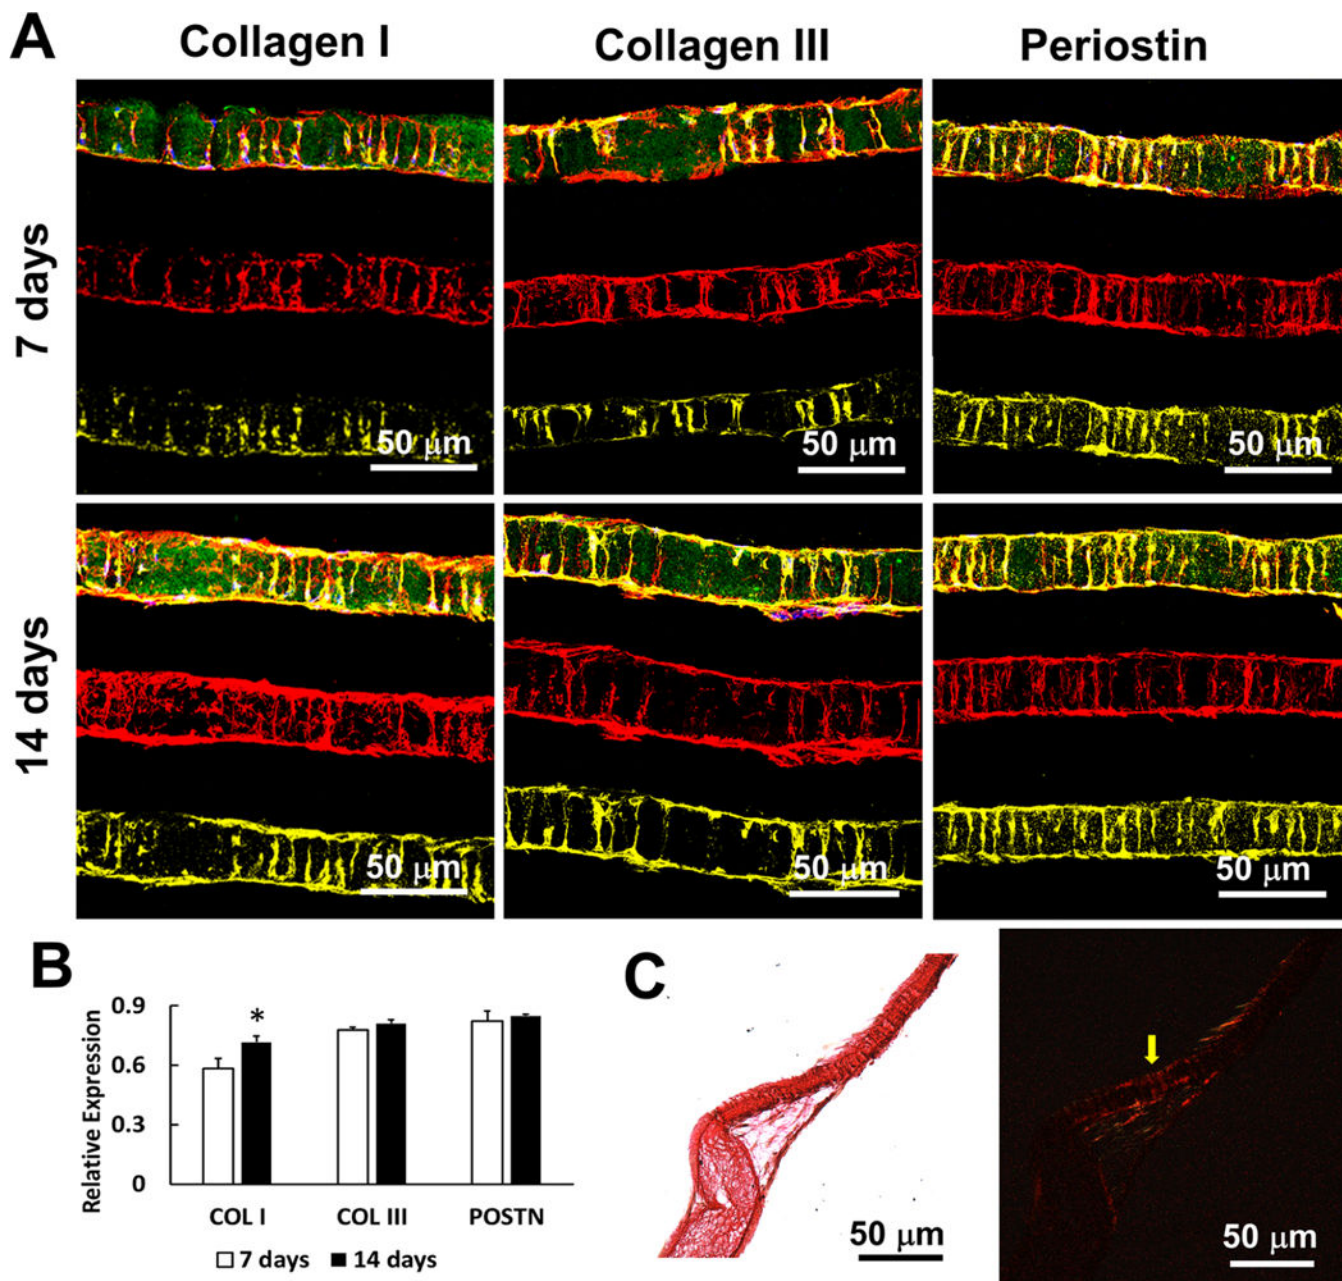 A
Collagen I
Collagen III
Periostin
7 days
50 μm
50 μm
50 μm
14 days
50 μm
50 μm
50 μm
B
Relative Expression
0.9
0.6
0.3
0
*
COL I
COL III
POSTN
7 days
14 days
C
50 μm
50 μm